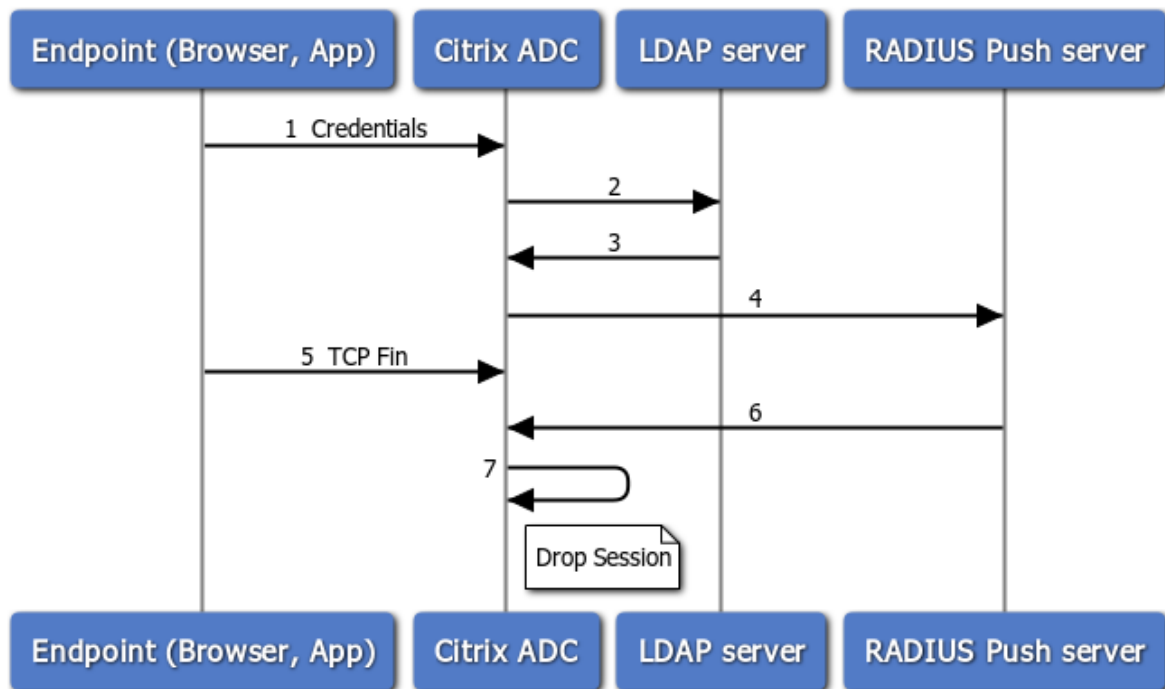 Endpoint (Browser, App) Citrix ADC LDAP server RADIUS Push server
1 Credentials
2
3
4
5 TCP Fin
6
7
Drop Session
Endpoint (Browser, App) Citrix ADC LDAP server RADIUS Push server